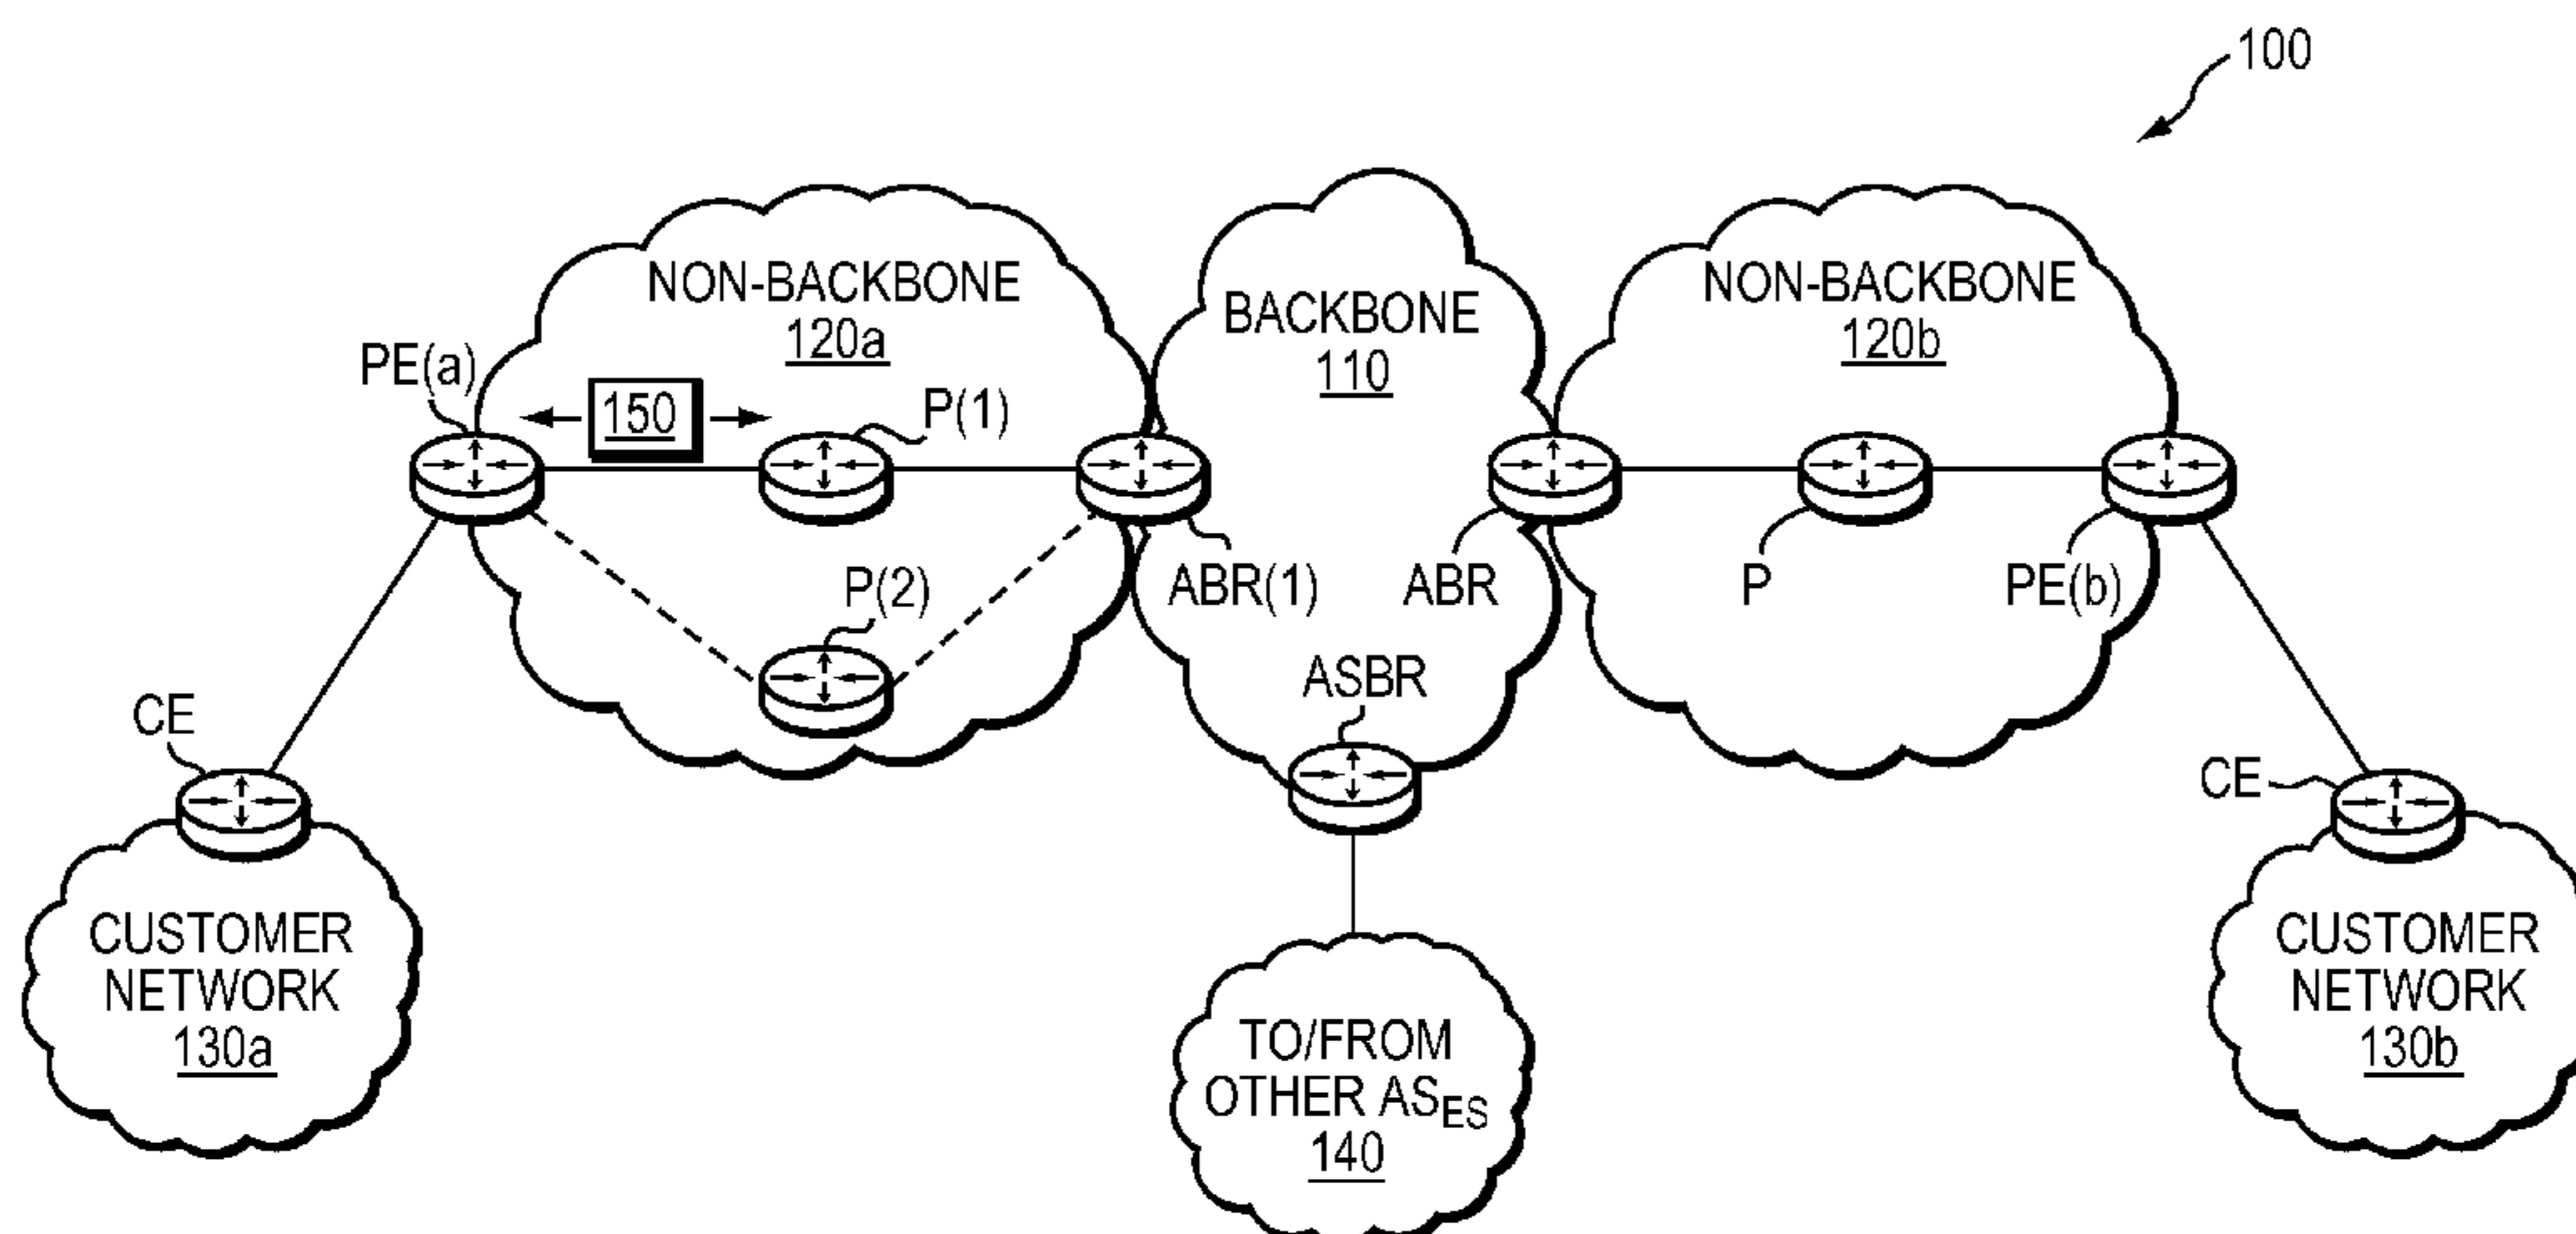 100
NON-BACKBONE
120a
BACKBONE
110
NON-BACKBONE
120b
PE(a)
150
P(1)
P(2)
ABR(1)
ABR
P
PE(b)
ASBR
CE
CE
CUSTOMER
NETWORK
130a
TO/FROM
OTHER ASES
140
CUSTOMER
NETWORK
130b